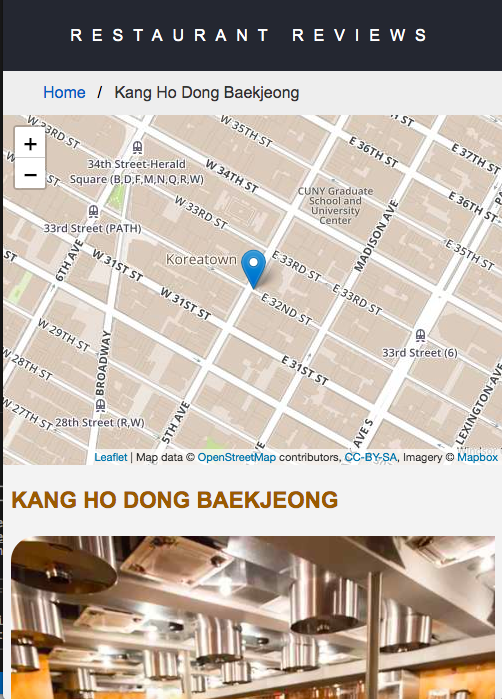 RESTAURANT REVIEWS
Home / Kang Ho Dong Baekjeong
+
−
W 33RD ST
W 35TH ST
E 36TH ST
E 37TH ST
34th Street-Herald
Square (B,D,F,M,N,Q,R,W)
W 34TH ST
CUNY Graduate
School and
University
Center
E 36TH ST
33rd Street (PATH)
W 33RD ST
MADISON AVE
E 35TH ST
6TH AVE
Koreatown
E 33RD ST
E 33RD ST
W 31ST ST
W 31ST ST
E 32ND ST
W 29TH ST
BROADWAY
33rd Street (6)
W 28TH ST
E 31ST ST
W 27TH ST
28th Street (R,W)
5TH AVE
AVE S
LEXINGTON AVE
Leaflet | Map data © OpenStreetMap contributors, CC-BY-SA, Imagery © Mapbox
KANG HO DONG BAEKJEONG